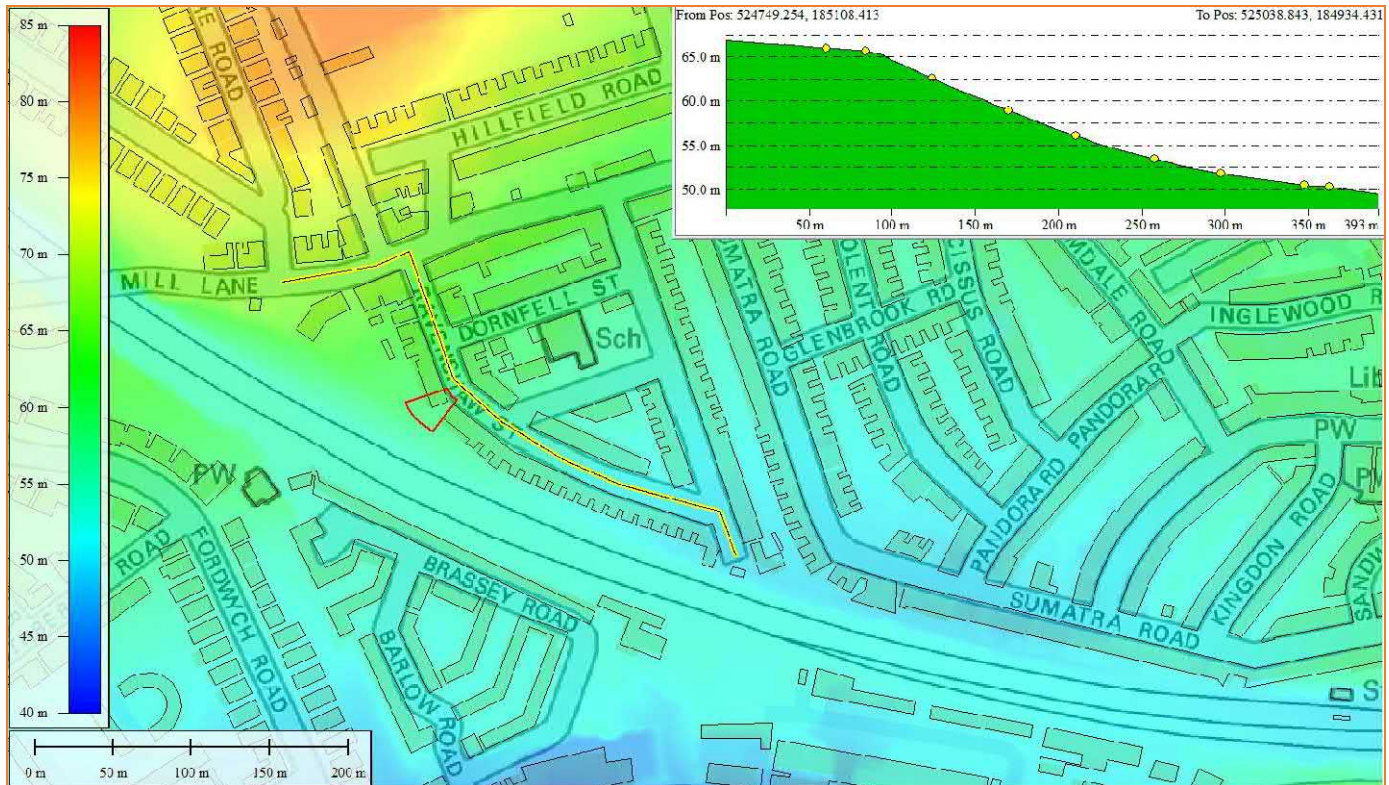 From Pos: 524749.254, 185108.413
To Pos: 525038.843, 184934.431
65.0 m
60.0 m
55.0 m
50.0 m
50 m
100 m
150 m
200 m
250 m
300 m
350 m
393 m
85 m
80 m
75 m
70 m
65 m
60 m
55 m
50 m
45 m
40 m
ROAD
HILLFIELD ROAD
MILL LANE
DORNFELL ST
Sch
GLENBROOK RD
ROAD
ROAD
ROAD
ROAD
INGLEWOOD R
PANDORA RD
PANDORA RD
Lib
PW
PW
KINGDON ROAD
SANDW
SUMATRA ROAD
ROAD
FORDWYCH ROAD
BRASSEY ROAD
BARLOW ROAD
S
0 m
50 m
100 m
150 m
200 m